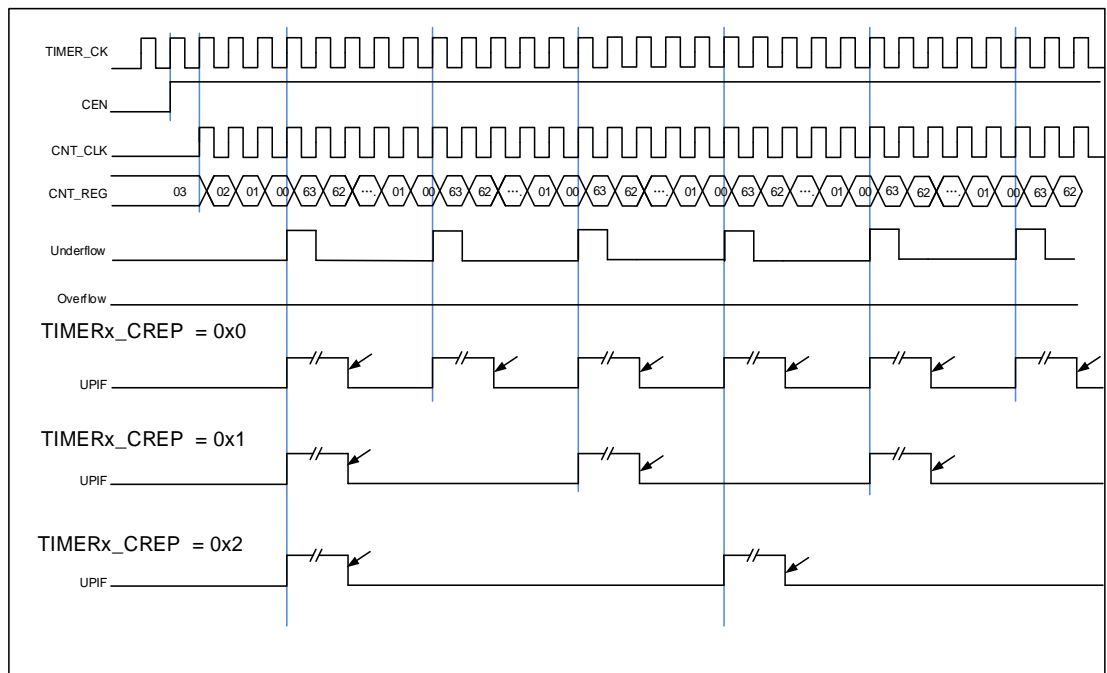 TIMER_CK
CEN
CNT_CLK
CNT_REG 03 02 01 00 63 62 .... 01 00 63 62 .... 01 00 63 62 .... 01 00 63 62 .... 01 00 63 62 .... 01 00 63 62
Underflow
Overflow
TIMERx_CREP = 0x0
UPIF
TIMERx_CREP = 0x1
UPIF
TIMERx_CREP = 0x2
UPIF